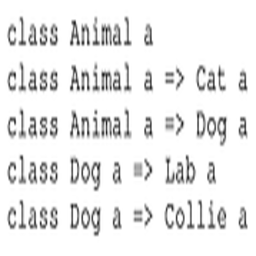 class Animal a
class Animal a => Cat a
class Animal a => Dog a
class Dog a => Lab a
class Dog a => Collie a